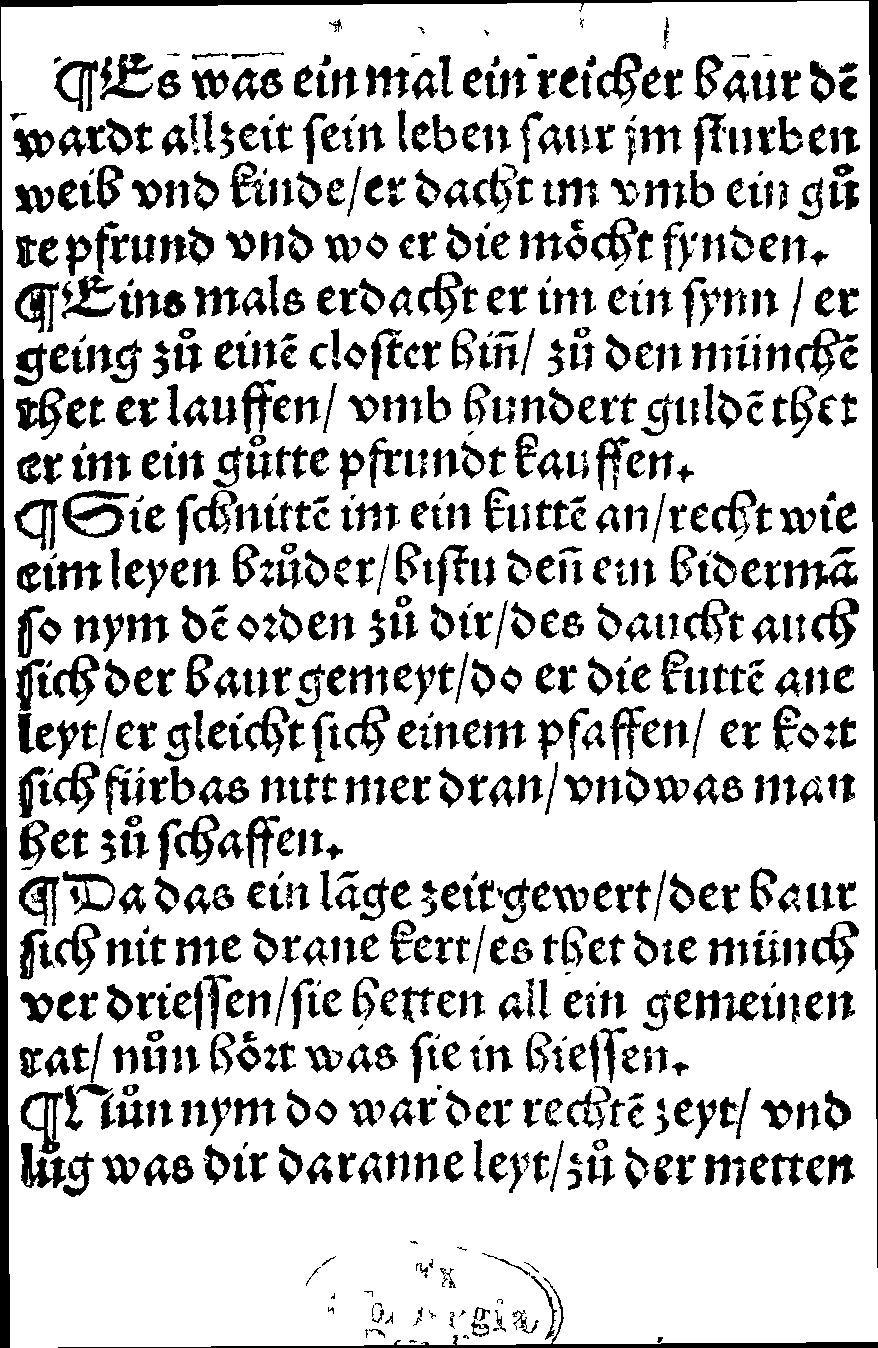 ¶Es was ein mal ein reicher baur dē
wardt allzeit sein leben saur jm sturben
weib vnd kinde/er dacht im vmb ein gů
te pfrund vnd wo er die möcht fynden.
¶Eins mals erdacht er im ein synn / er
geing zů einē closter hin̄/ zů den münchē
thet er lauffen/ vmb hundert guldē thet
er im ein gůtte pfrundt kauffen.
¶Sie schnittē im ein kuttē an/recht wie
eim leyen brůder/bistu den̄ ein bidermā
so nym dē orden zů dir/des daucht auch
sich der baur gemeyt/do er die kuttē ane
leyt/er gleicht sich einem pfaffen/ er kort
sich fürbas nitt mer dran/vnd was man
het zů schaffen.
¶Da das ein lāge zeit gewert/der baur
sich nit me drane kert/es thet die münch
ver driessen/sie hetten all ein gemeinen
rat/ nůn hört was sie in hiessen.
¶Nůn nym do war der rechtē zeyt/ vnd
lůg was dir daranne leyt/zů der metten